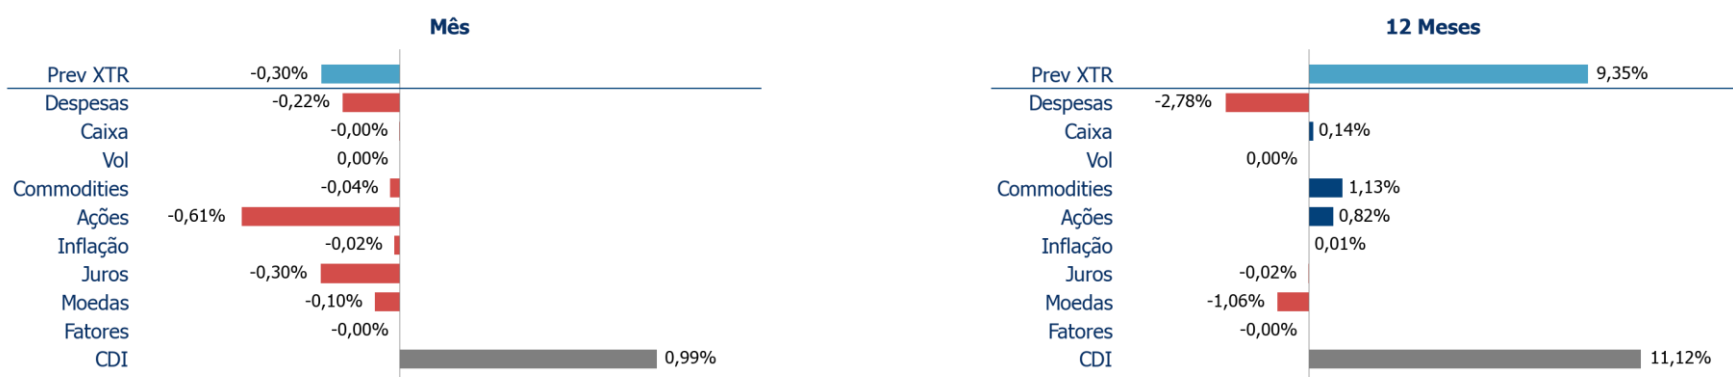 Mês
Prev XTR -0,30%
Despesas -0,22%
Caixa -0,00%
Vol 0,00%
Commodities -0,04%
Ações -0,61%
Inflação -0,02%
Juros -0,30%
Moedas -0,10%
Fatores -0,00%
CDI 0,99%
12 Meses
Prev XTR 9,35%
Despesas -2,78%
Caixa 0,14%
Vol 0,00%
Commodities 1,13%
Ações 0,82%
Inflação 0,01%
Juros -0,02%
Moedas -1,06%
Fatores -0,00%
CDI 11,12%